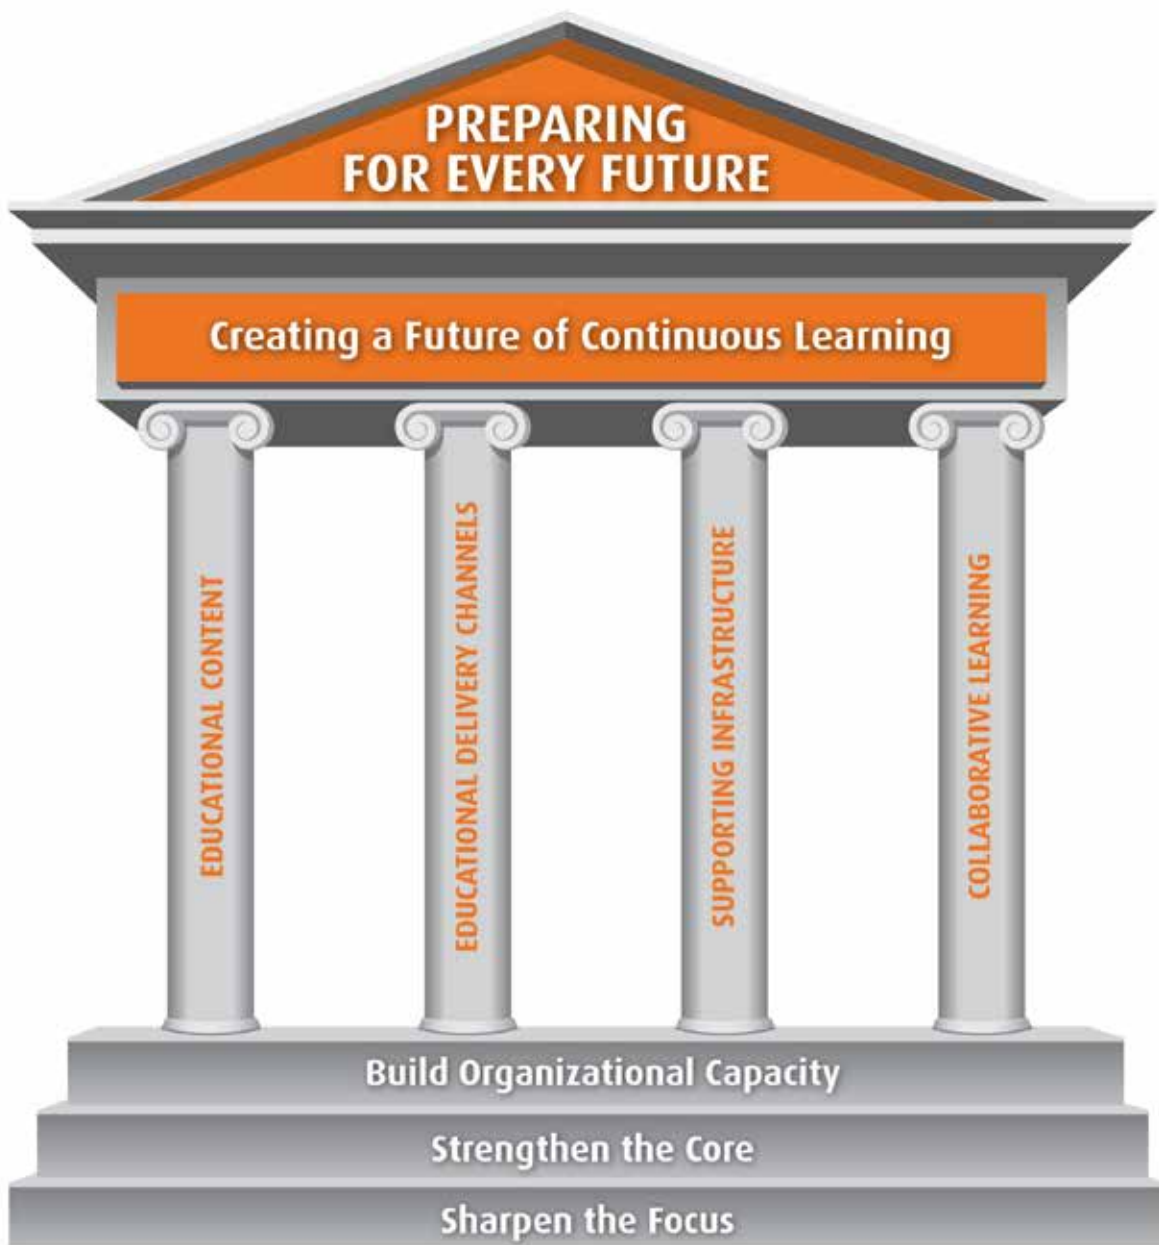 PREPARING
FOR EVERY FUTURE
Creating a Future of Continuous Learning
EDUCATIONAL CONTENT
EDUCATIONAL DELIVERY CHANNELS
SUPPORTING INFRASTRUCTURE
COLLABORATIVE LEARNING
Build Organizational Capacity
Strengthen the Core
Sharpen the Focus